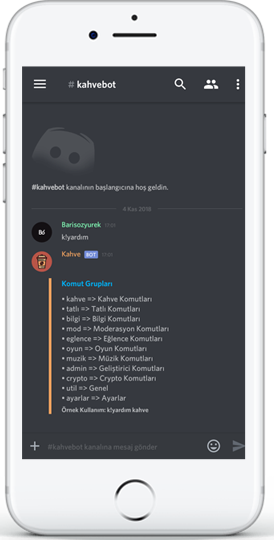 # kahvebot
#kahvebot kanalının başlangıcına hoş geldin.
4 Kas 2018
Bö
Barisozyurek
k!yardım
Kahve BOT
Komut Grupları
• kahve => Kahve Komutları
• tatlı => Tatlı Komutları
• bilgi => Bilgi Komutları
• mod => Moderasyon Komutları
• eglence => Eğlence Komutları
• oyun => Oyun Komutları
• muzik => Müzik Komutları
• admin => Geliştirici Komutları
• crypto => Crypto Komutları
• util => Genel
• ayarlar => Ayarlar
Örnek Kullanım: k!yardım kahve
#kahvebot kanalına mesaj gönder